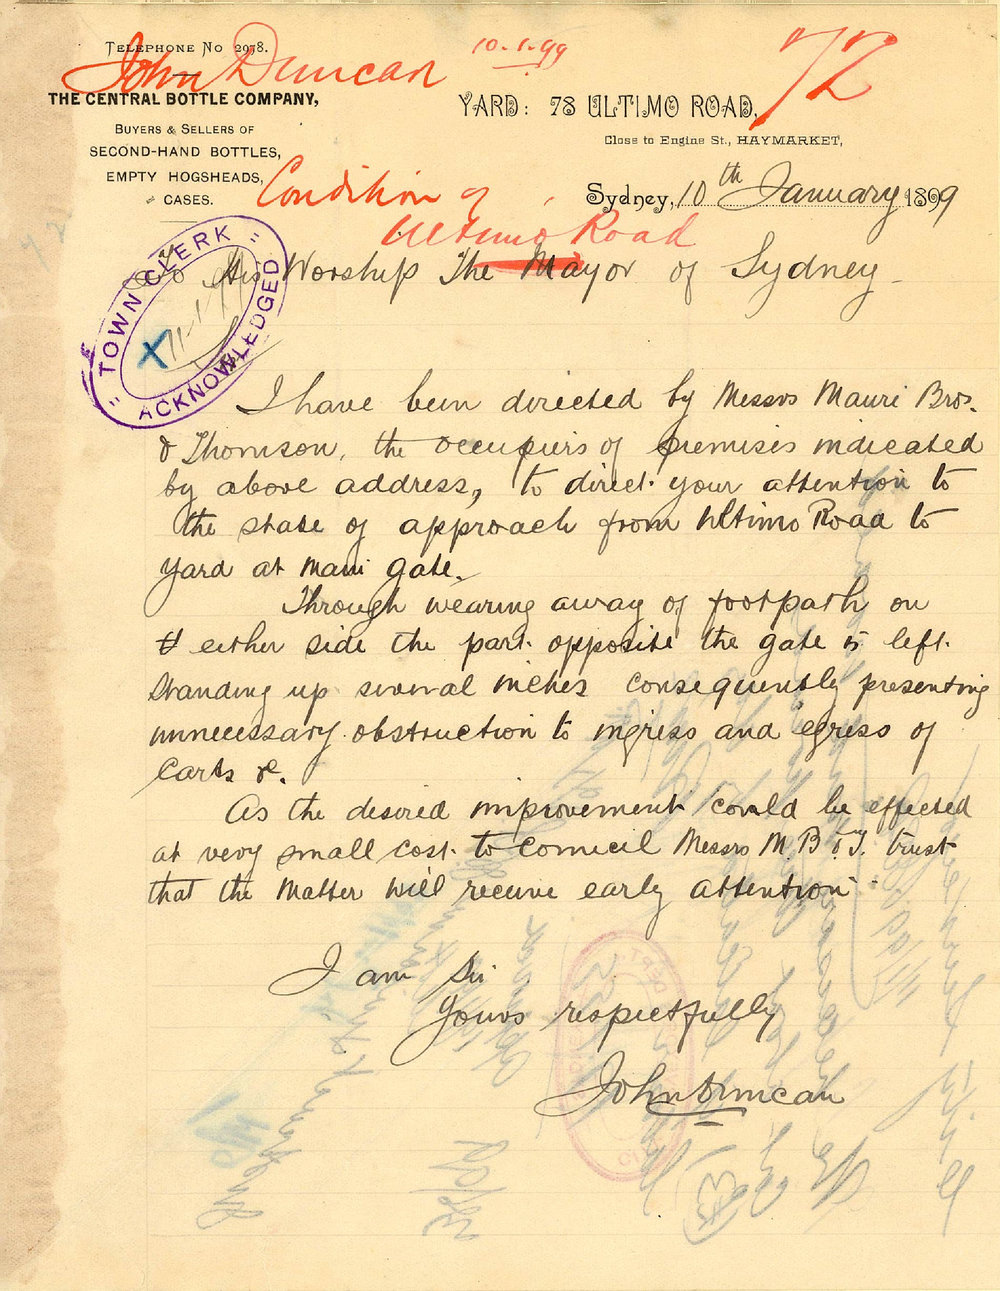 TELEPHONE NO 2978.
John Duncan
10.1.99
72
THE CENTRAL BOTTLE COMPANY,
YARD: 78 ULTIMO ROAD,
BUYERS & SELLERS OF
Close to Engine St., HAYMARKET,
SECOND-HAND BOTTLES,
EMPTY HOGSHEADS,
& CASES.
Condition of
Ultimo Road
Sydney, 10th January 1899
TOWN CLERK
ACKNOWLEDGED
X 11.1.99
To His Worship The Mayor of Sydney
I have been directed by Messrs Mauri Bros.
& Thomson, the occupiers of premises indicated
by above address, to direct your attention to
the state of approach from Ultimo Road to
yard at main gate.
Through wearing away of footpath on
either side the part opposite the gate is left
standing up several inches consequently presenting
unnecessary obstruction to ingress and egress of
carts &c.
As the desired improvement could be effected
at very small cost to council Messrs M. B & T. trust
that the matter will receive early attention.
I am Sir
Yours respectfully
John Duncan